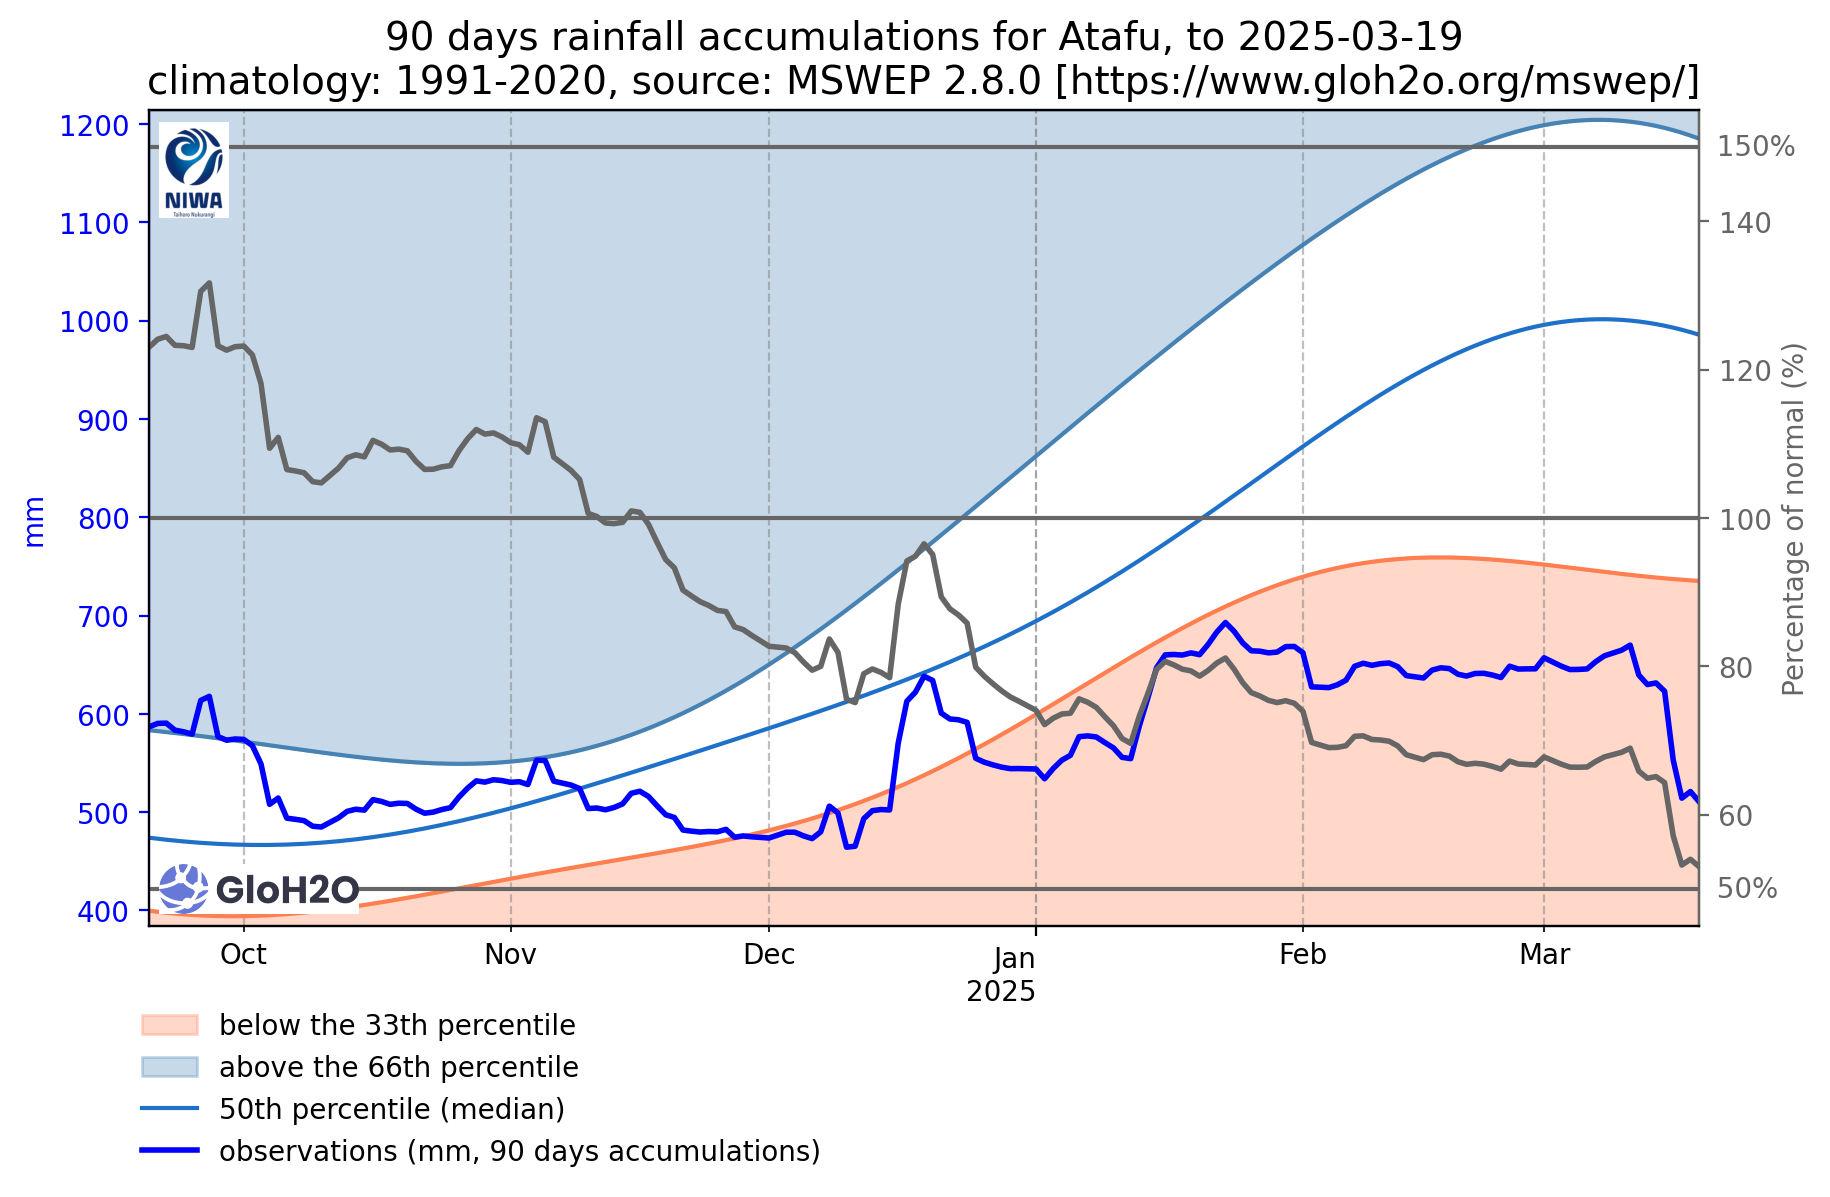 90 days rainfall accumulations for Atafu, to 2025-03-19
climatology: 1991-2020, source: MSWEP 2.8.0 [https://www.gloh2o.org/mswep/]
1200
1100
1000
900
800
700
600
500
400
mm
NIWA
Taihoro Nukurangi
GloH2O
150%
140
120
100
80
60
50%
Percentage of normal (%)
Oct
Nov
Dec
Jan
2025
Feb
Mar
below the 33th percentile
above the 66th percentile
50th percentile (median)
observations (mm, 90 days accumulations)